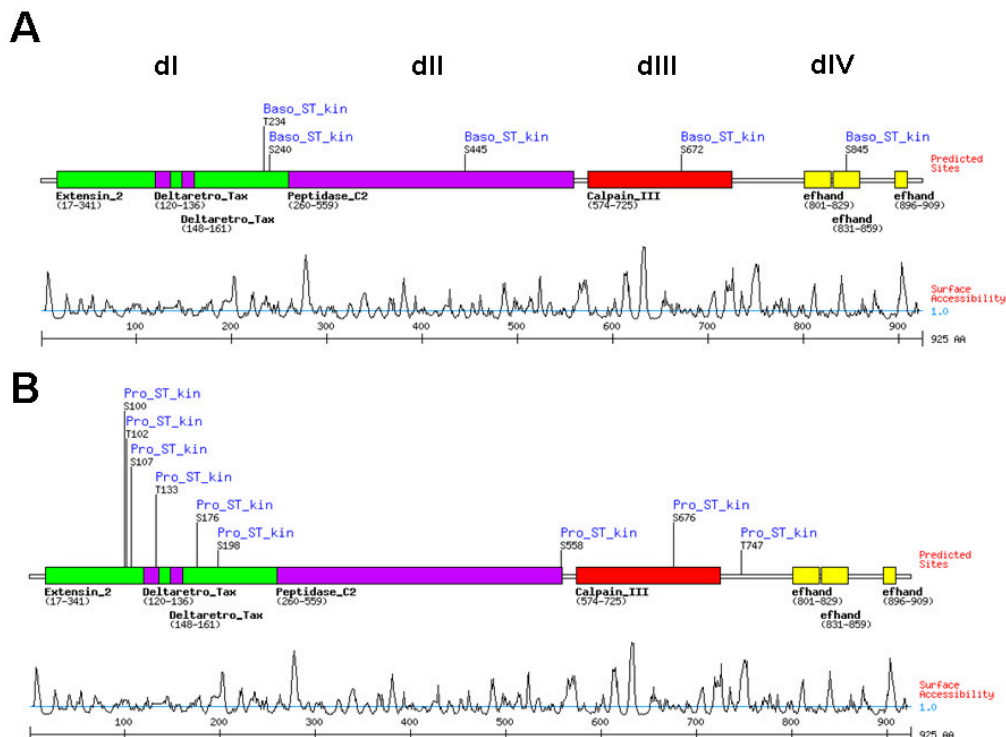 A
dI dII dIII dIV
Baso_ST_kin
T234
Baso_ST_kin Baso_ST_kin Baso_ST_kin Baso_ST_kin
S240 S445 S672 S845
Predicted
Sites
Extensin_2 Deltaretro_Tax Peptidase_C2 Calpain_III efhand efhand
(17-341) (120-136) (260-559) (574-725) (801-829) (896-909)
Deltaretro_Tax efhand
(148-161) (831-859)
Surface
Accessibility
1.0
100 200 300 400 500 600 700 800 900
925 AA
B
Pro_ST_kin
S100
Pro_ST_kin
T102
Pro_ST_kin
S107
Pro_ST_kin
T133
Pro_ST_kin Pro_ST_kin
S176 S676
Pro_ST_kin Pro_ST_kin Pro_ST_kin
S198 S558 T747
Predicted
Sites
Extensin_2 Deltaretro_Tax Peptidase_C2 Calpain_III efhand efhand
(17-341) (120-136) (260-559) (574-725) (801-829) (896-909)
Deltaretro_Tax efhand
(148-161) (831-859)
Surface
Accessibility
1.0
100 200 300 400 500 600 700 800 900
925 AA